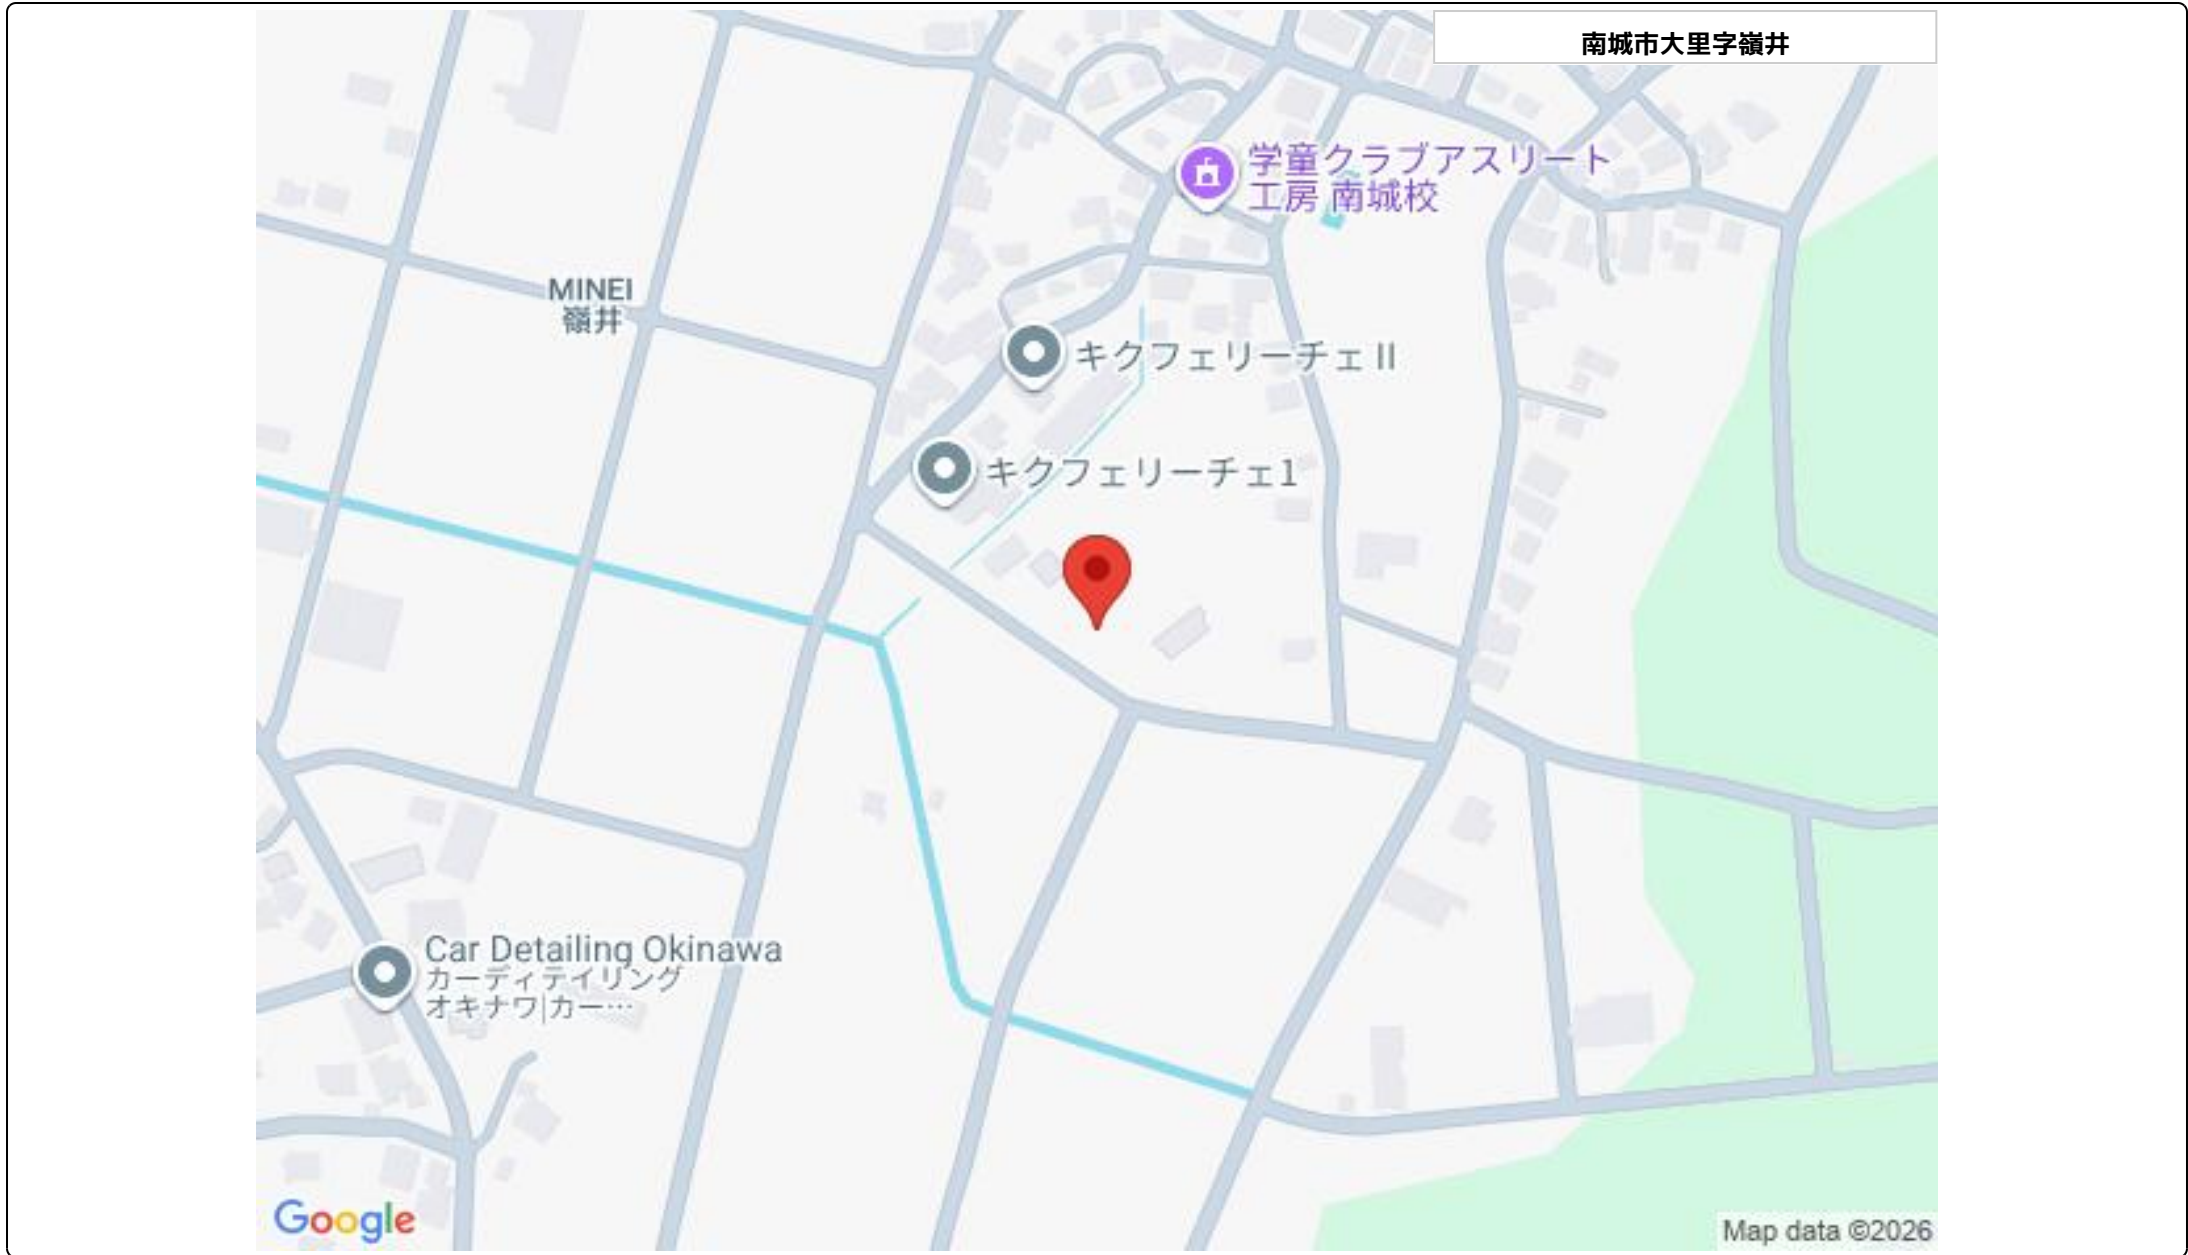 南城市大里字嶺井
学童クラブアスリート
工房 南城校
MINEI
嶺井
キクフェリーチェⅡ
キクフェリーチェ1
Car Detailing Okinawa
カーディテイリング
オキナワ|カー…
Google
Map data ©2026